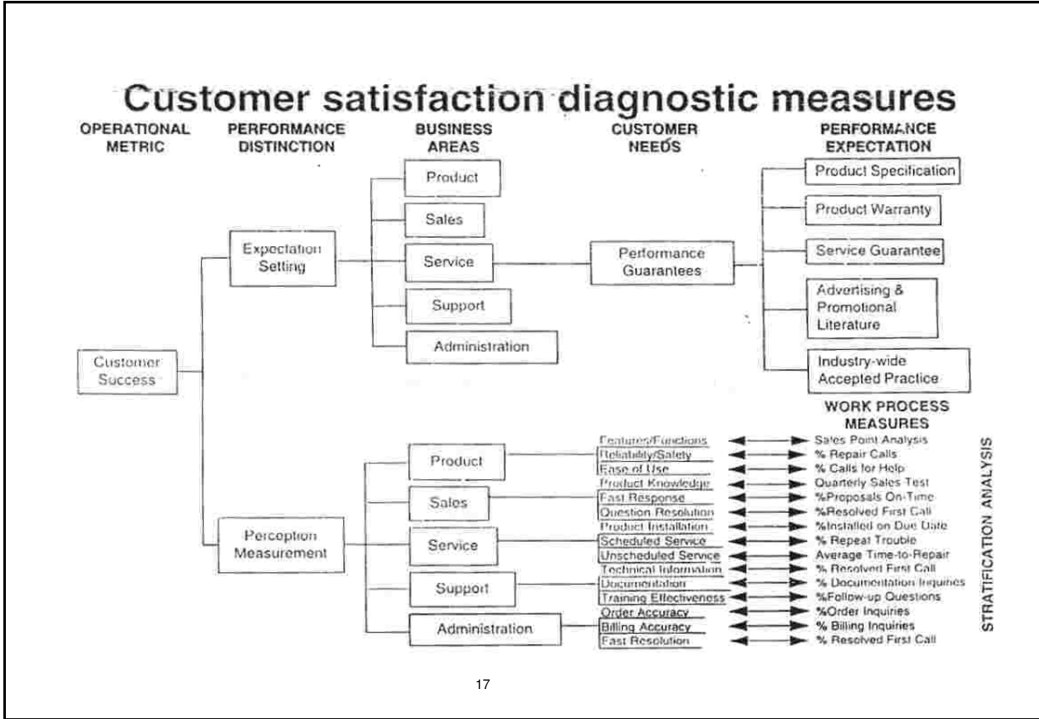 Customer satisfaction diagnostic measures
OPERATIONAL
METRIC
PERFORMANCE
DISTINCTION
BUSINESS
AREAS
CUSTOMER
NEEDS
PERFORMANCE
EXPECTATION
Customer
Success
Expectation
Setting
Product
Sales
Service
Support
Administration
Performance
Guarantees
Product Specification
Product Warranty
Service Guarantee
Advertising &
Promotional
Literature
Industry-wide
Accepted Practice
WORK PROCESS
MEASURES
Perception
Measurement
Product
Sales
Service
Support
Administration
Features/Functions
Sales Point Analysis
Reliability/Safety
% Repair Calls
Ease of Use
% Calls for Help
Product Knowledge
Quarterly Sales Test
Fast Response
%Proposals On-Time
Question Resolution
%Resolved First Call
Product Installation
%Installed on Due Date
Scheduled Service
% Repeat Trouble
Unscheduled Service
Average Time-to-Repair
Technical Information
% Resolved First Call
Documentation
% Documentation Inquiries
Training Effectiveness
%Follow-up Questions
Order Accuracy
%Order Inquiries
Billing Accuracy
% Billing Inquiries
Fast Resolution
% Resolved First Call
STRATIFICATION ANALYSIS
17